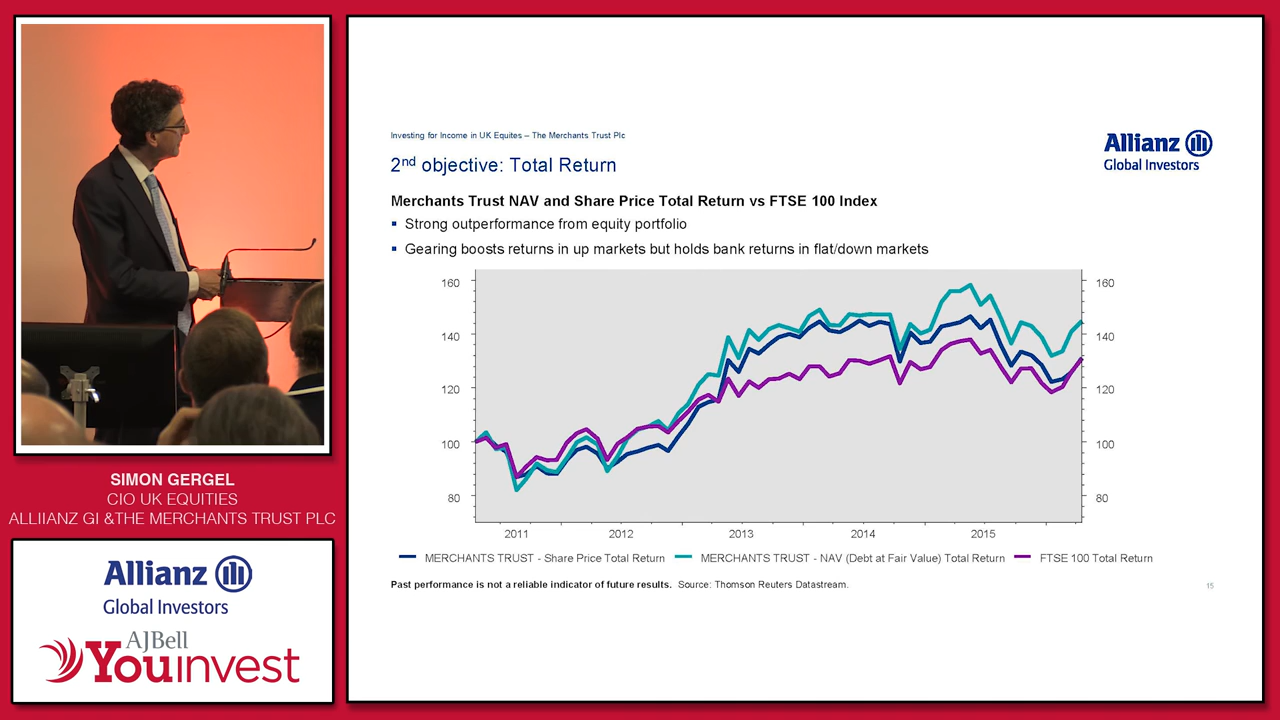 SIMON GERGEL
CIO UK EQUITIES
ALLIIANZ GI &THE MERCHANTS TRUST PLC
Allianz
Global Investors
AJBell
Youinvest
Investing for Income in UK Equites – The Merchants Trust Plc
Allianz
Global Investors
2nd objective: Total Return
Merchants Trust NAV and Share Price Total Return vs FTSE 100 Index
▪ Strong outperformance from equity portfolio
▪ Gearing boosts returns in up markets but holds bank returns in flat/down markets
160 160
140 140
120 120
100 100
80 80
2011 2012 2013 2014 2015
MERCHANTS TRUST - Share Price Total Return MERCHANTS TRUST - NAV (Debt at Fair Value) Total Return FTSE 100 Total Return
Past performance is not a reliable indicator of future results. Source: Thomson Reuters Datastream.
15